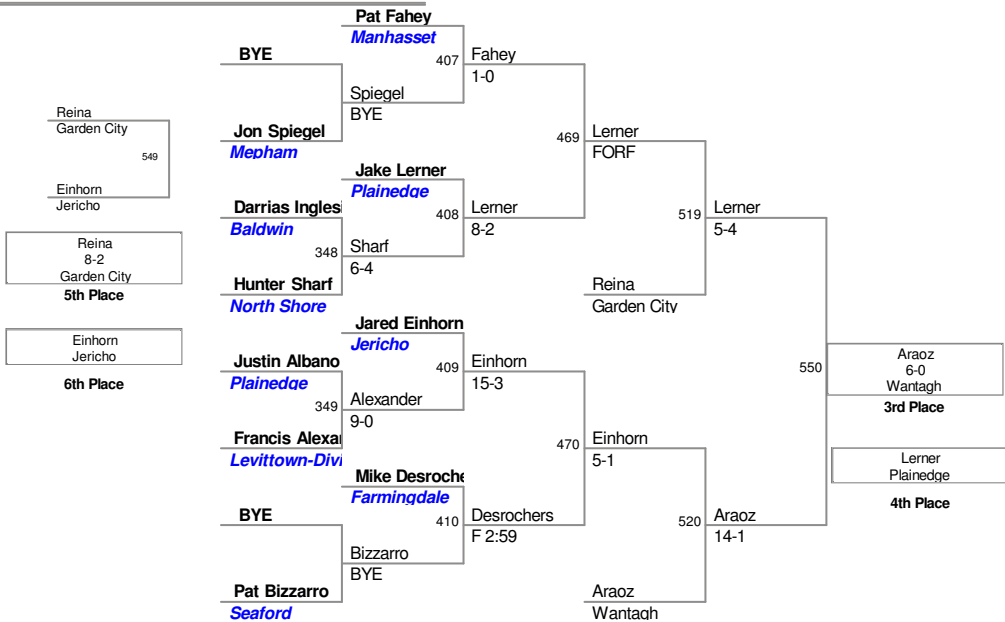 Pat Fahey
Manhasset
BYE
407
Fahey
1-0
Spiegel
BYE
Jon Spiegel
Mepham
469
Lerner
FORF
Jake Lerner
Plainedge
Darrias Inglesi
Baldwin
408
Lerner
8-2
348
Sharf
6-4
Hunter Sharf
North Shore
519
Lerner
5-4
Reina
Garden City
Jared Einhorn
Jericho
Justin Albano
Plainedge
409
Einhorn
15-3
349
Alexander
9-0
Francis Alexa
Levittown-Divi
470
Einhorn
5-1
Mike Desroche
Farmingdale
BYE
410
Desrochers
F 2:59
Bizzarro
BYE
Pat Bizzarro
Seaford
520
Araoz
14-1
Araoz
Wantagh
550
Araoz
6-0
Wantagh
3rd Place
Lerner
Plainedge
4th Place
Reina
Garden City
549
Einhorn
Jericho
Reina
8-2
Garden City
5th Place
Einhorn
Jericho
6th Place